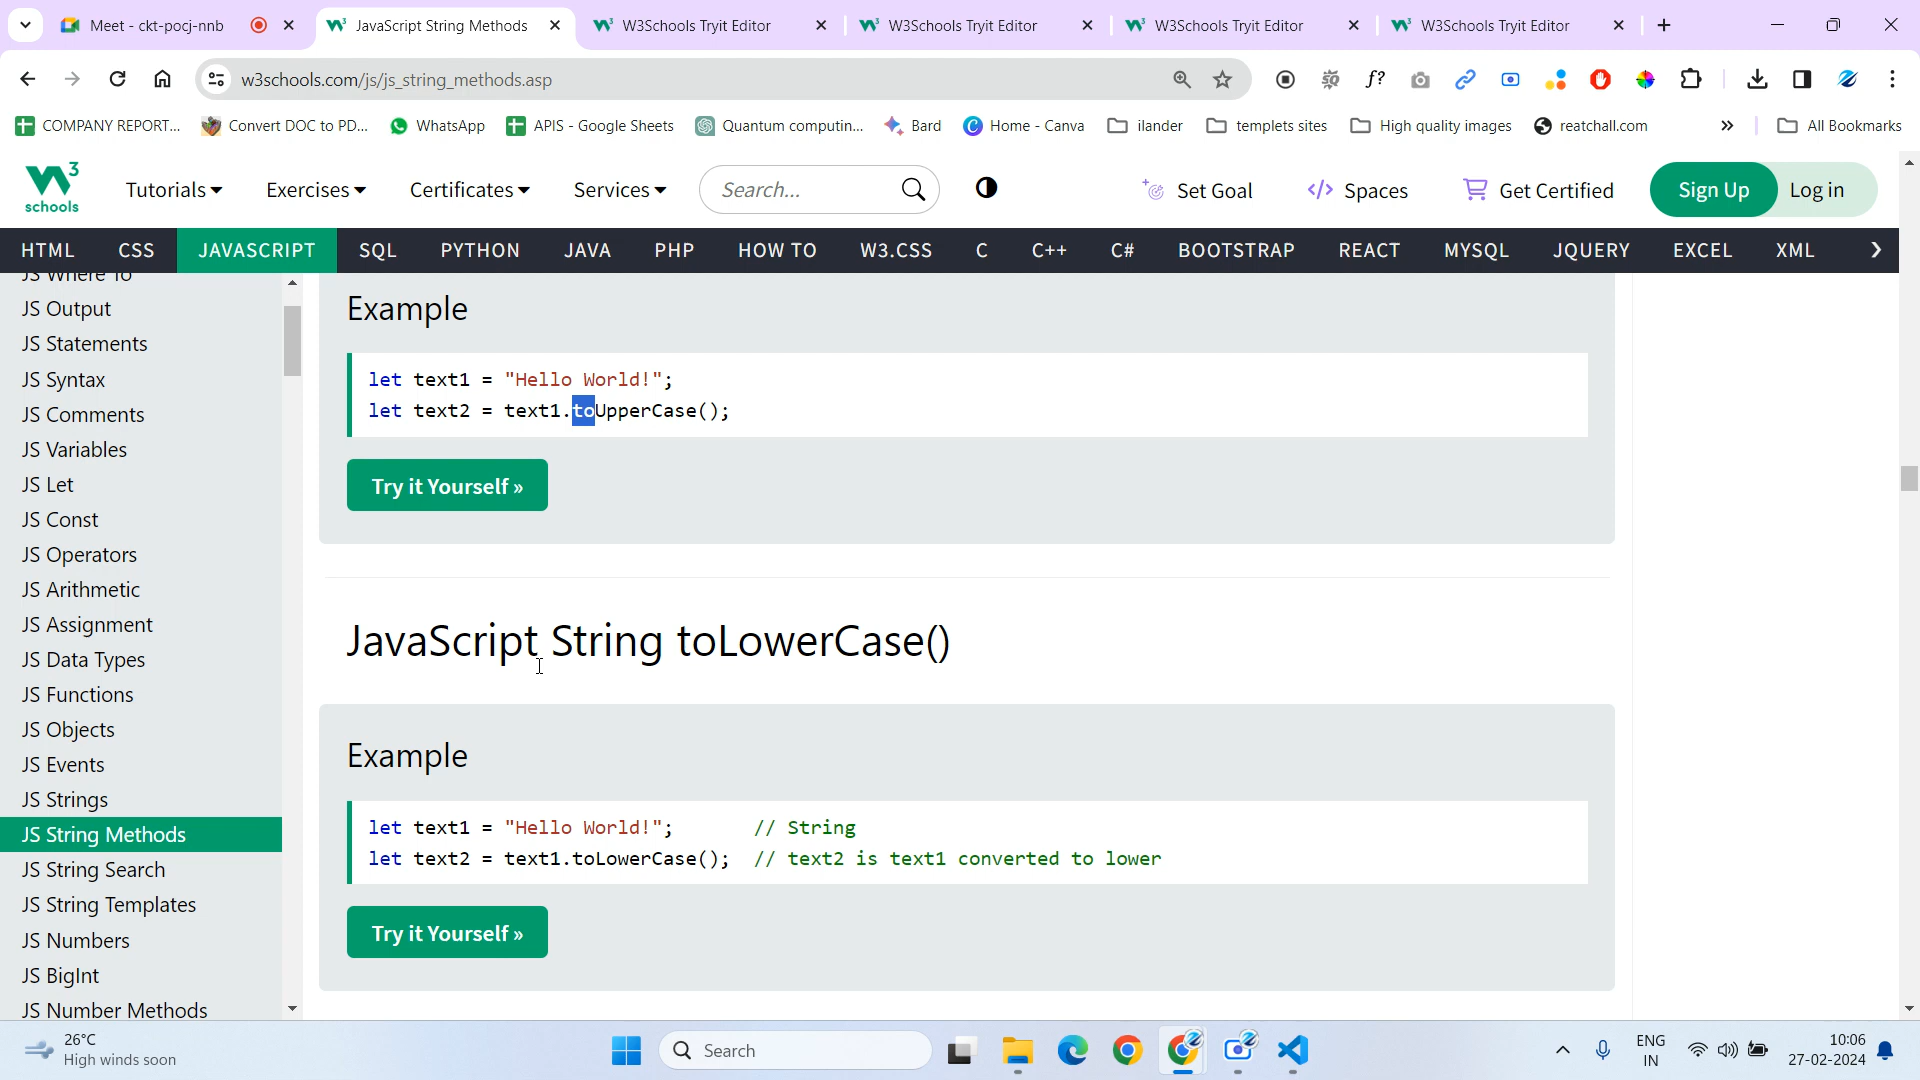 Meet - ckt-pocj-nnb
JavaScript String Methods
W3Schools Tryit Editor
W3Schools Tryit Editor
W3Schools Tryit Editor
W3Schools Tryit Editor
w3schools.com/js/js_string_methods.asp
f?
COMPANY REPORT...
Convert DOC to PD...
WhatsApp
APIS - Google Sheets
Quantum computin...
Bard
Home - Canva
ilander
templets sites
High quality images
reatchall.com
All Bookmarks
W3
schools
Tutorials
Exercises
Certificates
Services
Search...
Set Goal
Spaces
Get Certified
Sign Up
Log in
HTML CSS JAVASCRIPT SQL PYTHON JAVA PHP HOW TO W3.CSS C C++ C# BOOTSTRAP REACT MYSQL JQUERY EXCEL XML
JS Where To
JS Output
JS Statements
JS Syntax
JS Comments
JS Variables
JS Let
JS Const
JS Operators
JS Arithmetic
JS Assignment
JS Data Types
JS Functions
JS Objects
JS Events
JS Strings
JS String Methods
JS String Search
JS String Templates
JS Numbers
JS BigInt
JS Number Methods
Example
let text1 = "Hello World!";
let text2 = text1.toUpperCase();
Try it Yourself »
JavaScript String toLowerCase()
Example
let text1 = "Hello World!"; // String
let text2 = text1.toLowerCase(); // text2 is text1 converted to lower
Try it Yourself »
26°C
High winds soon
Search
ENG
IN
10:06
27-02-2024